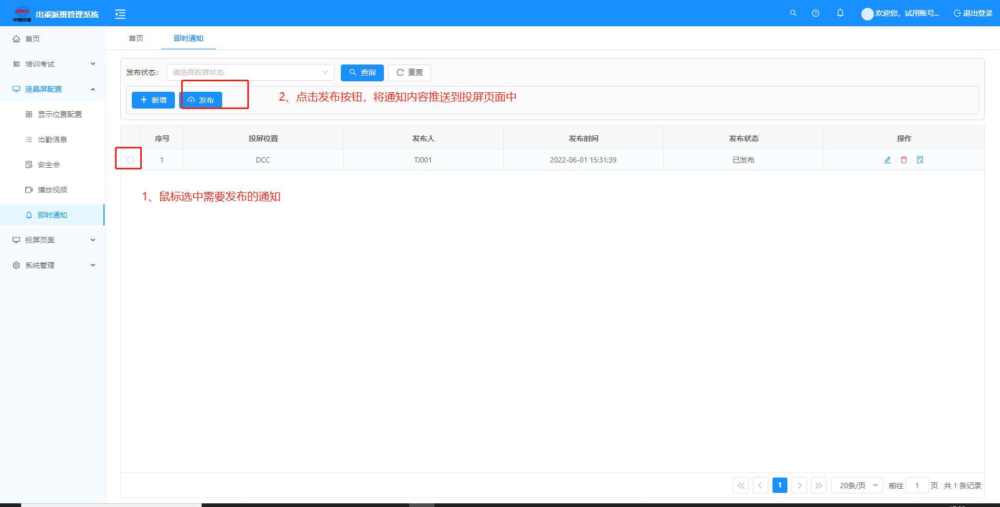 中国铁建 出乘派班管理系统 欢迎您，试用账号... 退出登录
首页
知 培训考试
液晶屏配置
显示位置配置
出勤信息
安全会
播放视频
即时通知
投屏页面
系统管理
首页 即时通知
发布状态： 请选择投屏状态 查询 重置
新增 发布 2、点击发布按钮，将通知内容推送到投屏页面中
序号 投屏位置 发布人 发布时间 发布状态 操作
1 DCC TJ001 2022-06-01 15:31:39 已发布
1、鼠标选中需要发布的通知
1 20条/页 前往 1 页 共 1 条记录